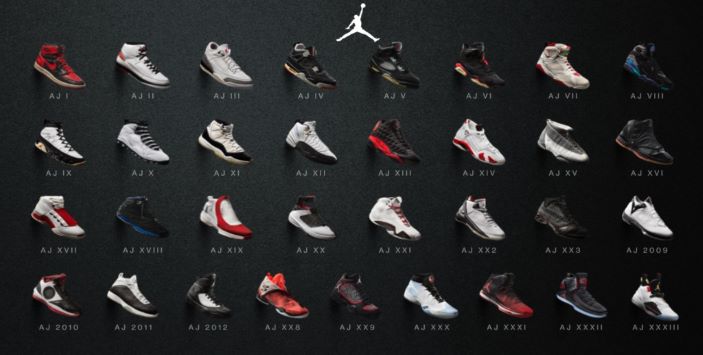 AJ I AJ II AJ III AJ IV AJ V AJ VI AJ VII AJ VIII
AJ IX AJ X AJ XI AJ XII AJ XIII AJ XIV AJ XV AJ XVI
AJ XVII AJ XVIII AJ XIX AJ XX AJ XXI AJ XX2 AJ XX3 AJ 2009
AJ 2010 AJ 2011 AJ 2012 AJ XX8 AJ XX9 AJ XXX AJ XXXI AJ XXXII AJ XXXIII